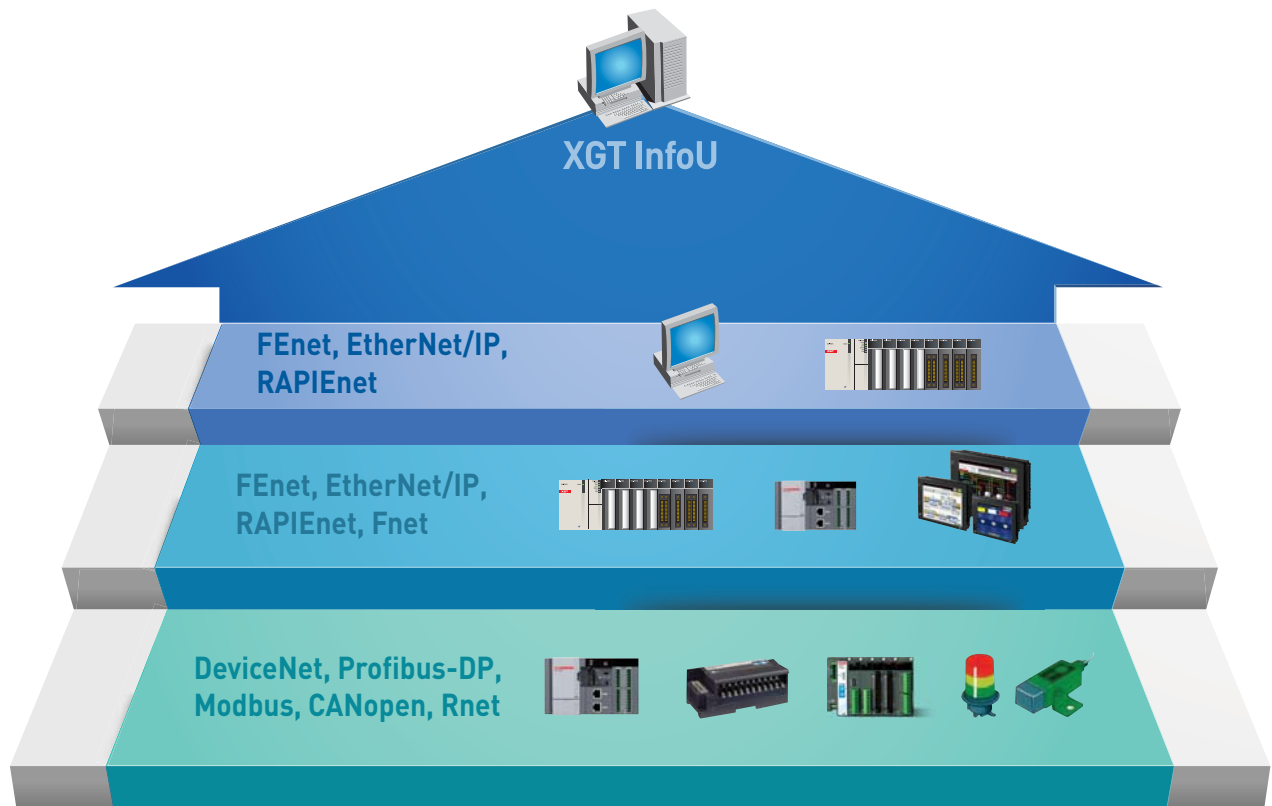 XGT InfoU
FEnet, EtherNet/IP,
RAPIEnet
FEnet, EtherNet/IP,
RAPIEnet, Fnet
DeviceNet, Profibus-DP,
Modbus, CANopen, Rnet